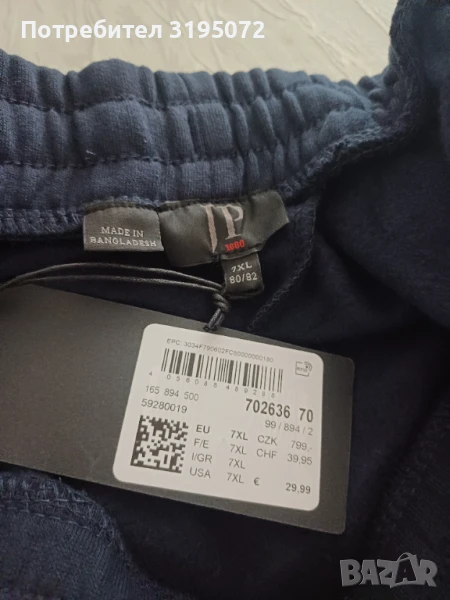 Потребител 3195072
MADE IN
BANGLADESH
JP
1880
7XL
80/82
165 894 500
59280019
702636 70
99 / 894 / 2
EU 7XL CZK 799,-
F/E 7XL CHF 39,95
I/GR 7XL
USA 7XL € 29,99
BAZAR